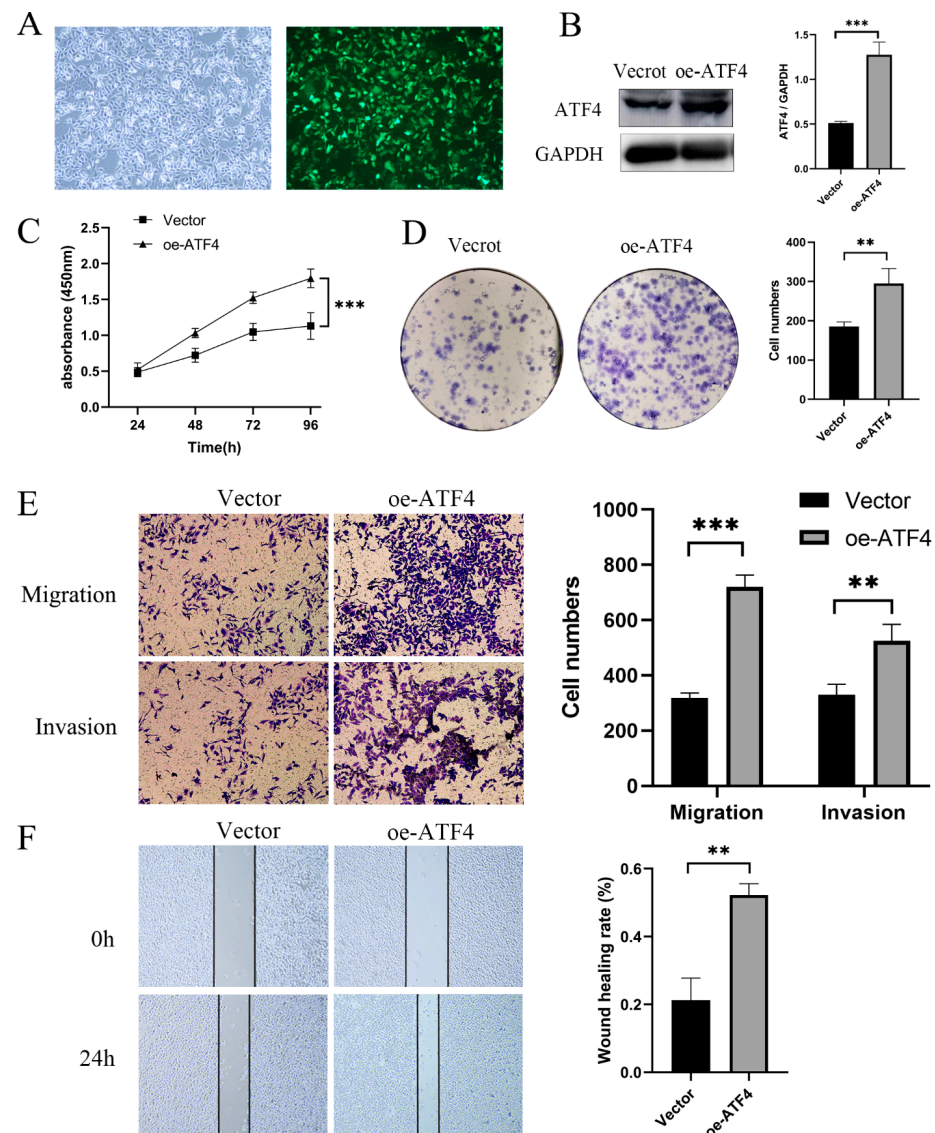 A
B
Vecrot oe-ATF4
ATF4
GAPDH
***
ATF4 / GAPDH
1.5
1.0
0.5
0.0
Vector
oe-ATF4
C
Vector
oe-ATF4
absorbance (450nm)
2.5
2.0
1.5
1.0
0.5
0.0
***
24 48 72 96
Time(h)
D
Vecrot oe-ATF4
**
Cell numbers
400
300
200
100
0
Vector
oe-ATF4
E
Vector oe-ATF4
Migration
Invasion
Vector
oe-ATF4
Cell numbers
1000
800
600
400
200
0
***
**
Migration Invasion
F
Vector oe-ATF4
0h
24h
**
Wound healing rate (%)
0.6
0.4
0.2
0.0
Vector
oe-ATF4